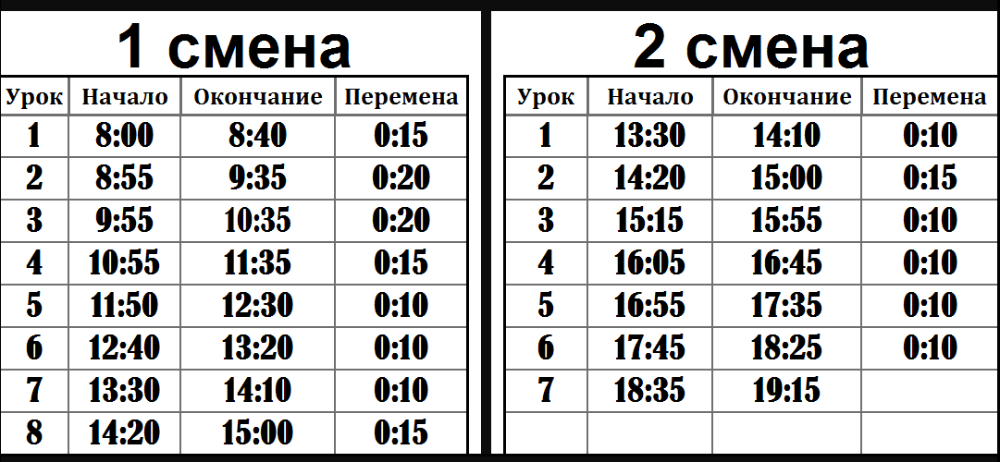 1 смена
Урок Начало Окончание Перемена
1 8:00 8:40 0:15
2 8:55 9:35 0:20
3 9:55 10:35 0:20
4 10:55 11:35 0:15
5 11:50 12:30 0:10
6 12:40 13:20 0:10
7 13:30 14:10 0:10
8 14:20 15:00 0:15
2 смена
Урок Начало Окончание Перемена
1 13:30 14:10 0:10
2 14:20 15:00 0:15
3 15:15 15:55 0:10
4 16:05 16:45 0:10
5 16:55 17:35 0:10
6 17:45 18:25 0:10
7 18:35 19:15